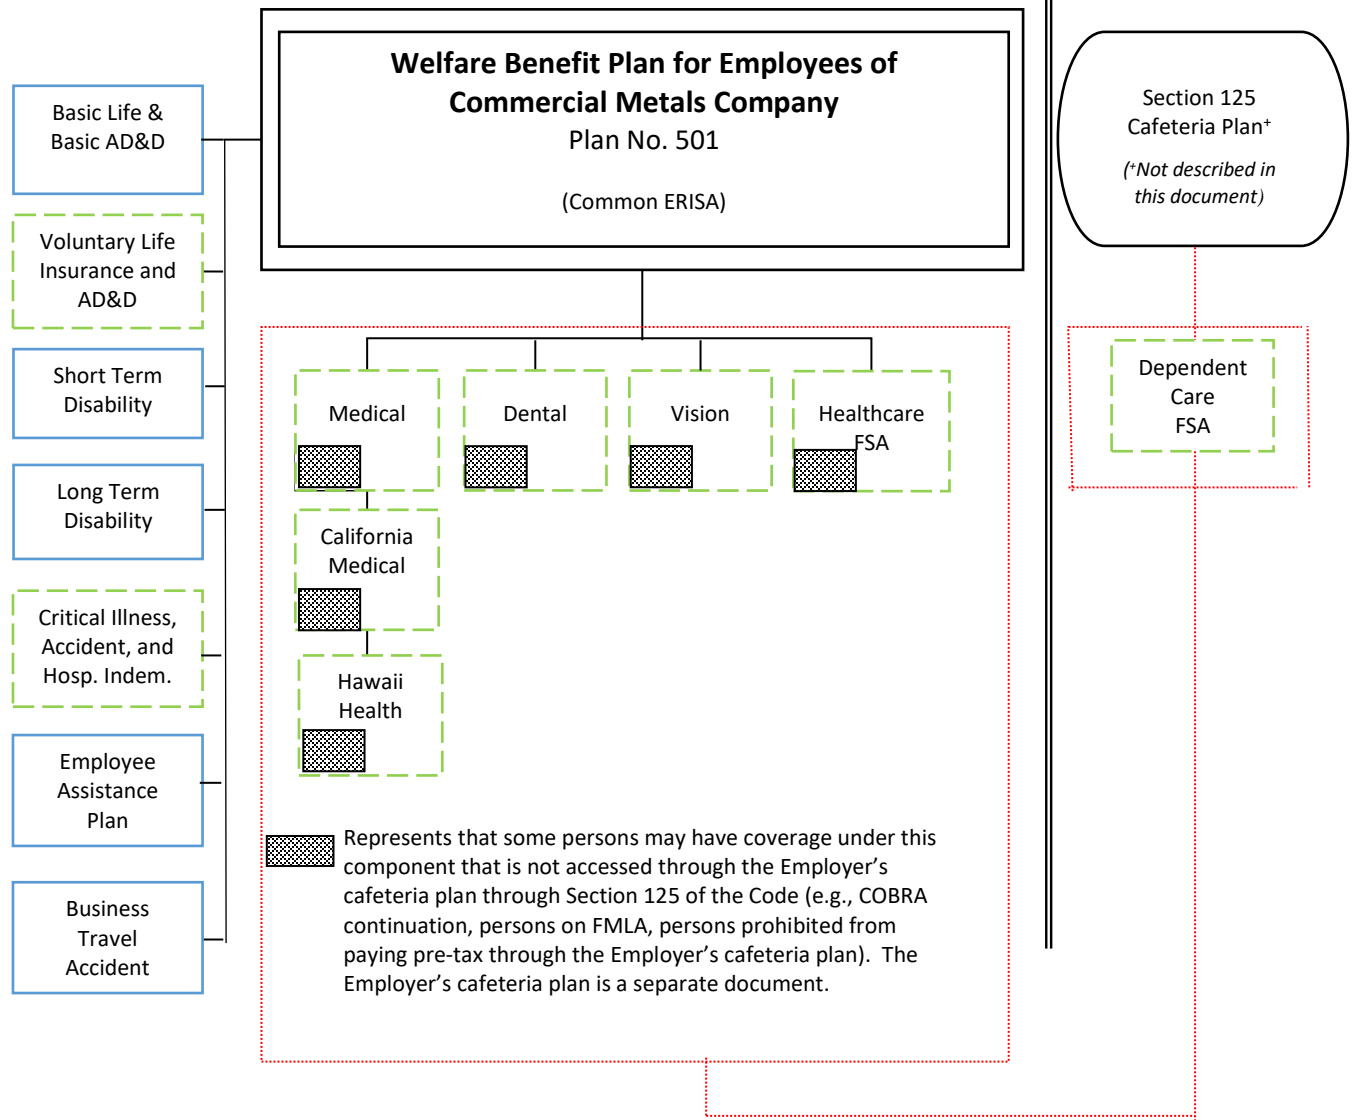 Welfare Benefit Plan for Employees of
Commercial Metals Company
Plan No. 501
(Common ERISA)
Section 125
Cafeteria Plan⁺
(⁺Not described in
this document)
Basic Life &
Basic AD&D
Voluntary Life
Insurance and
AD&D
Short Term
Disability
Long Term
Disability
Critical Illness,
Accident, and
Hosp. Indem.
Employee
Assistance
Plan
Business
Travel
Accident
Medical
Dental
Vision
Healthcare
FSA
Dependent
Care
FSA
California
Medical
Hawaii
Health
Represents that some persons may have coverage under this
component that is not accessed through the Employer’s
cafeteria plan through Section 125 of the Code (e.g., COBRA
continuation, persons on FMLA, persons prohibited from
paying pre-tax through the Employer’s cafeteria plan).  The
Employer’s cafeteria plan is a separate document.